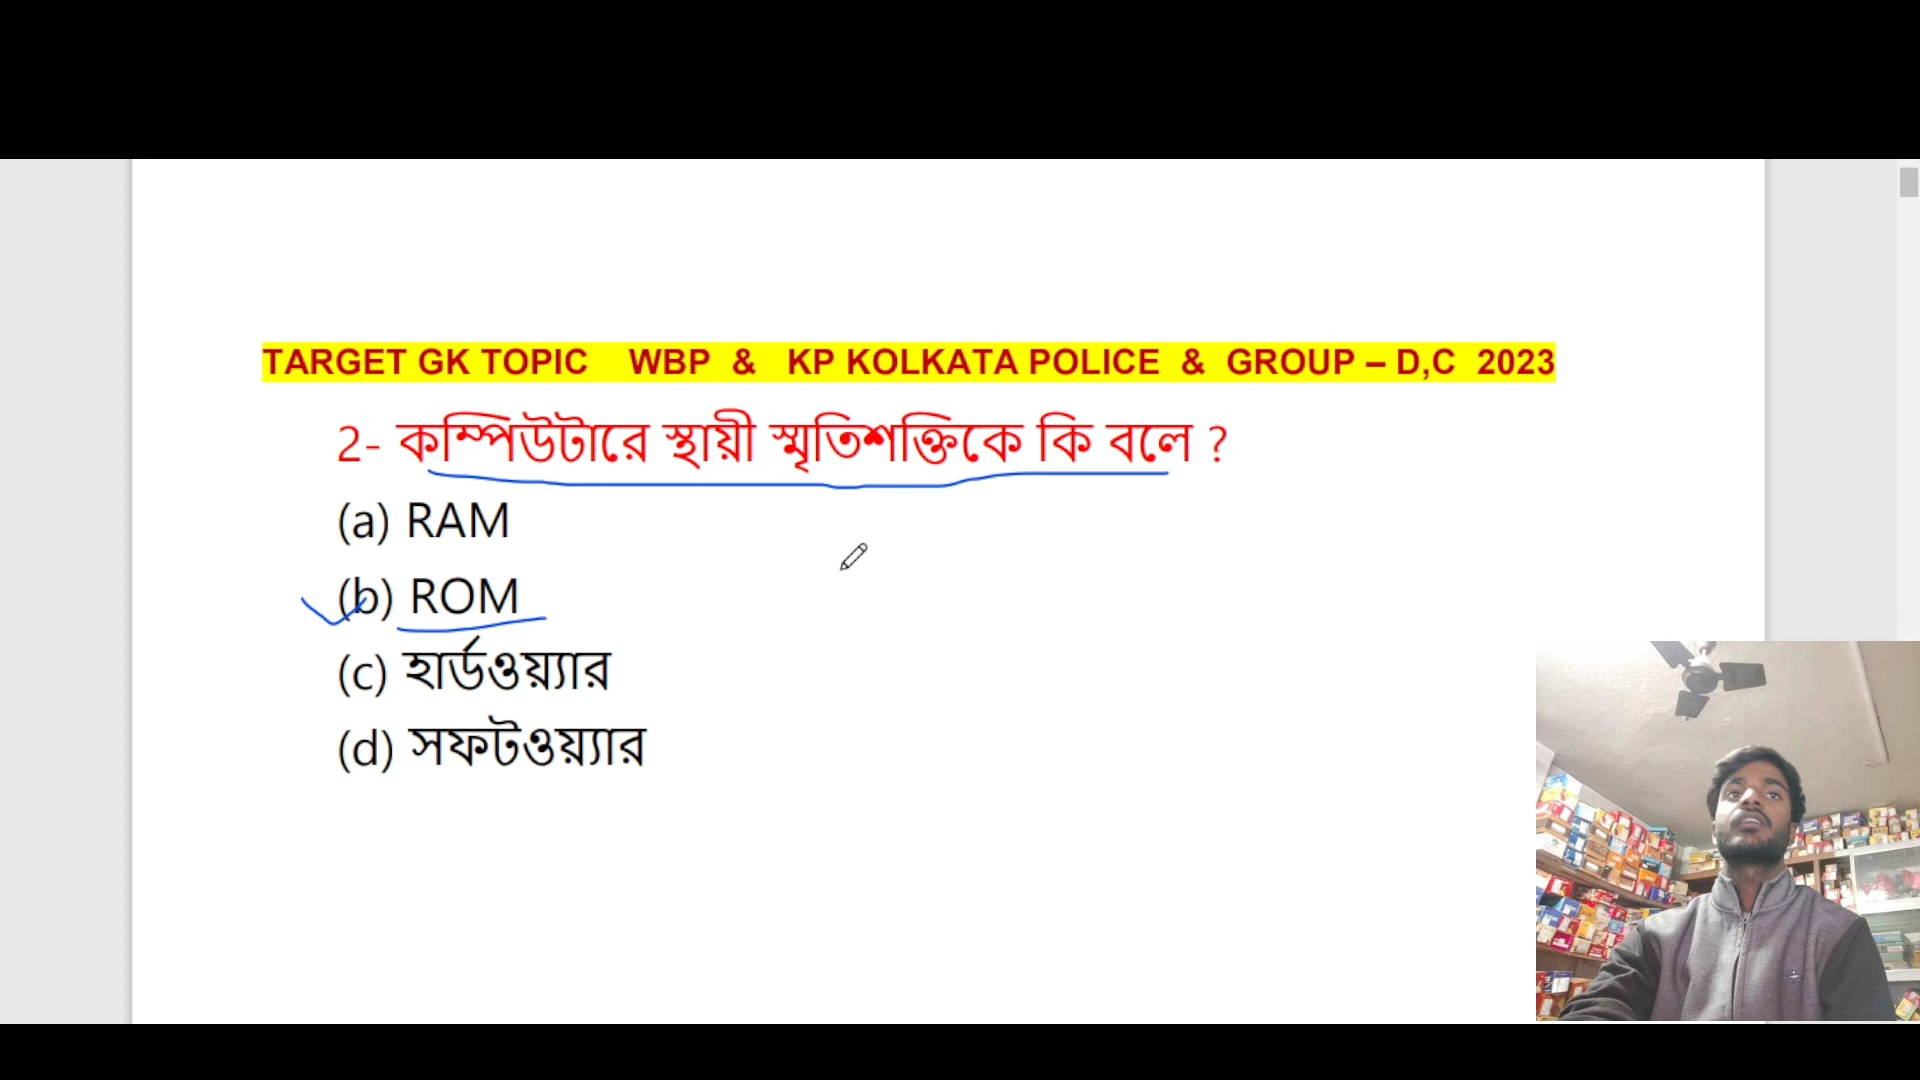 TARGET GK TOPIC WBP & KP KOLKATA POLICE & GROUP – D,C 2023
2- কম্পিউটারে স্থায়ী স্মৃতিশক্তিকে কি বলে ?
(a) RAM
(b) ROM
(c) হার্ডওয়্যার
(d) সফটওয়্যার